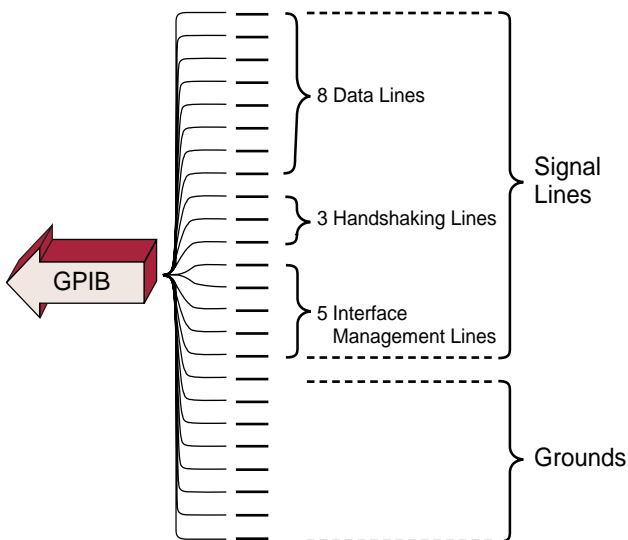 8 Data Lines
Signal
Lines
3 Handshaking Lines
GPIB
5 Interface
Management Lines
Grounds